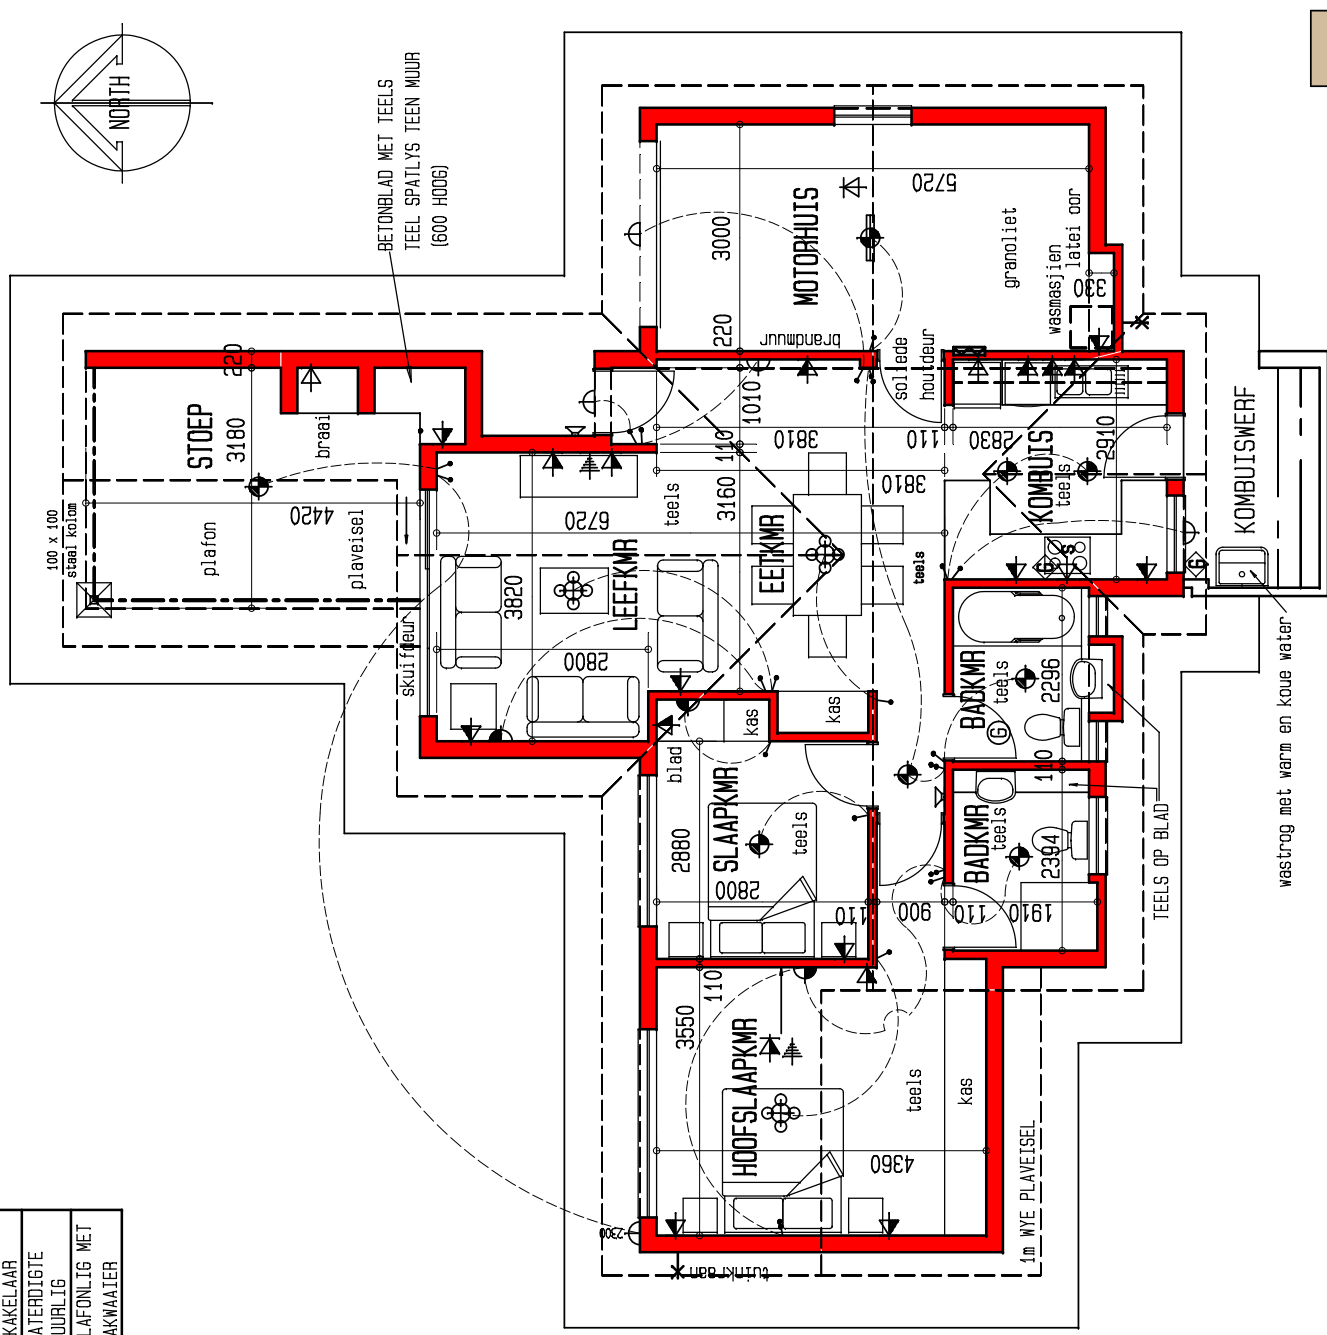 NORTH
BETONBLAD MET TEELS
TEEL SPATLYS TEEN MUUR
(600 HOOG)
100 x 100
staal kolom
STOEP
220
3180
4420
braai
plafon
plaveisel
skuifdeur
MOTORHUIS
5720
3000
220
granoliet
wasmasjien
latei oor
330
brandmuur
soliede
houtdeur
1010
110
3810
110
2830
2910
3160
3810
KOMBUIS
teels
KOMBUISWERF
G
S
G
LEEFKMR
6720
teels
3820
2800
EETKMR
teels
kas
kas
blad
SLAAPKMR
2880
teels
2800
110
900
110
1910
BADKMR
teels
2296
G
110
BADKMR
teels
2394
TEELS OP BLAD
wastrog met warm en koue water
HOOFSLAAPKMR
3550
110
teels
kas
4360
1m WYE PLAVEISEL
2300
tuinkraan
KAKELAAR
ATERDIGTE
UURLIG
LAFONLIG MET
AKWAAIER